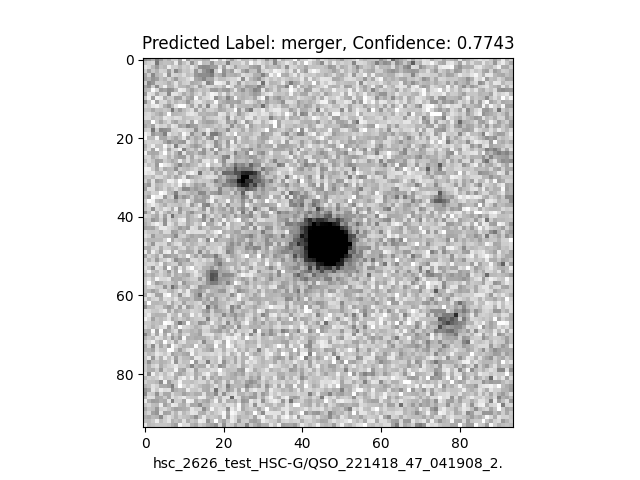 Predicted Label: merger, Confidence: 0.7743
0
20
40
60
80
0 20 40 60 80
hsc_2626_test_HSC-G/QSO_221418_47_041908_2.